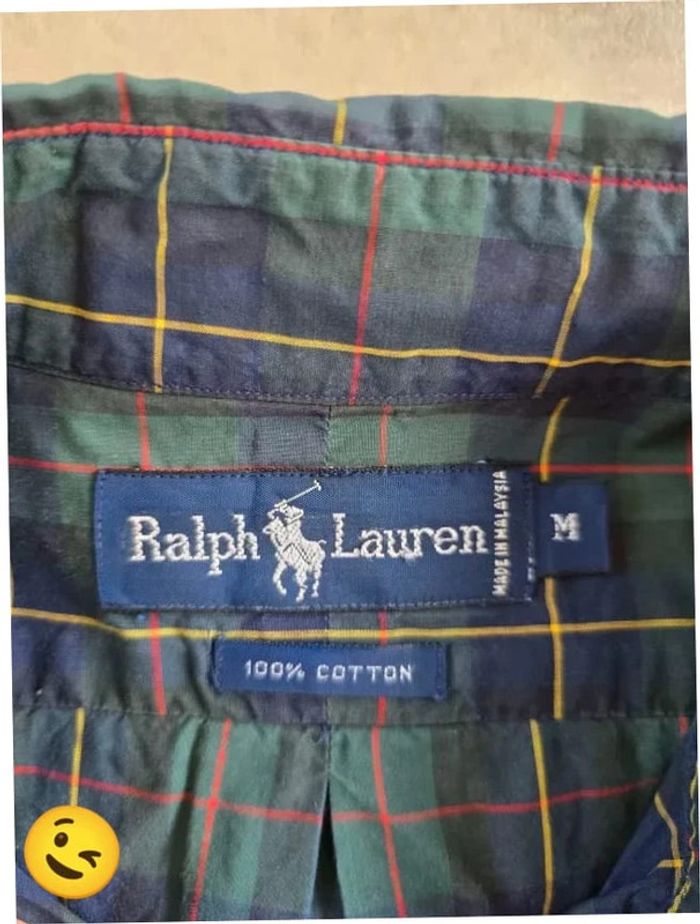 Ralph Lauren
MADE IN MALAYSIA
M
100% COTTON